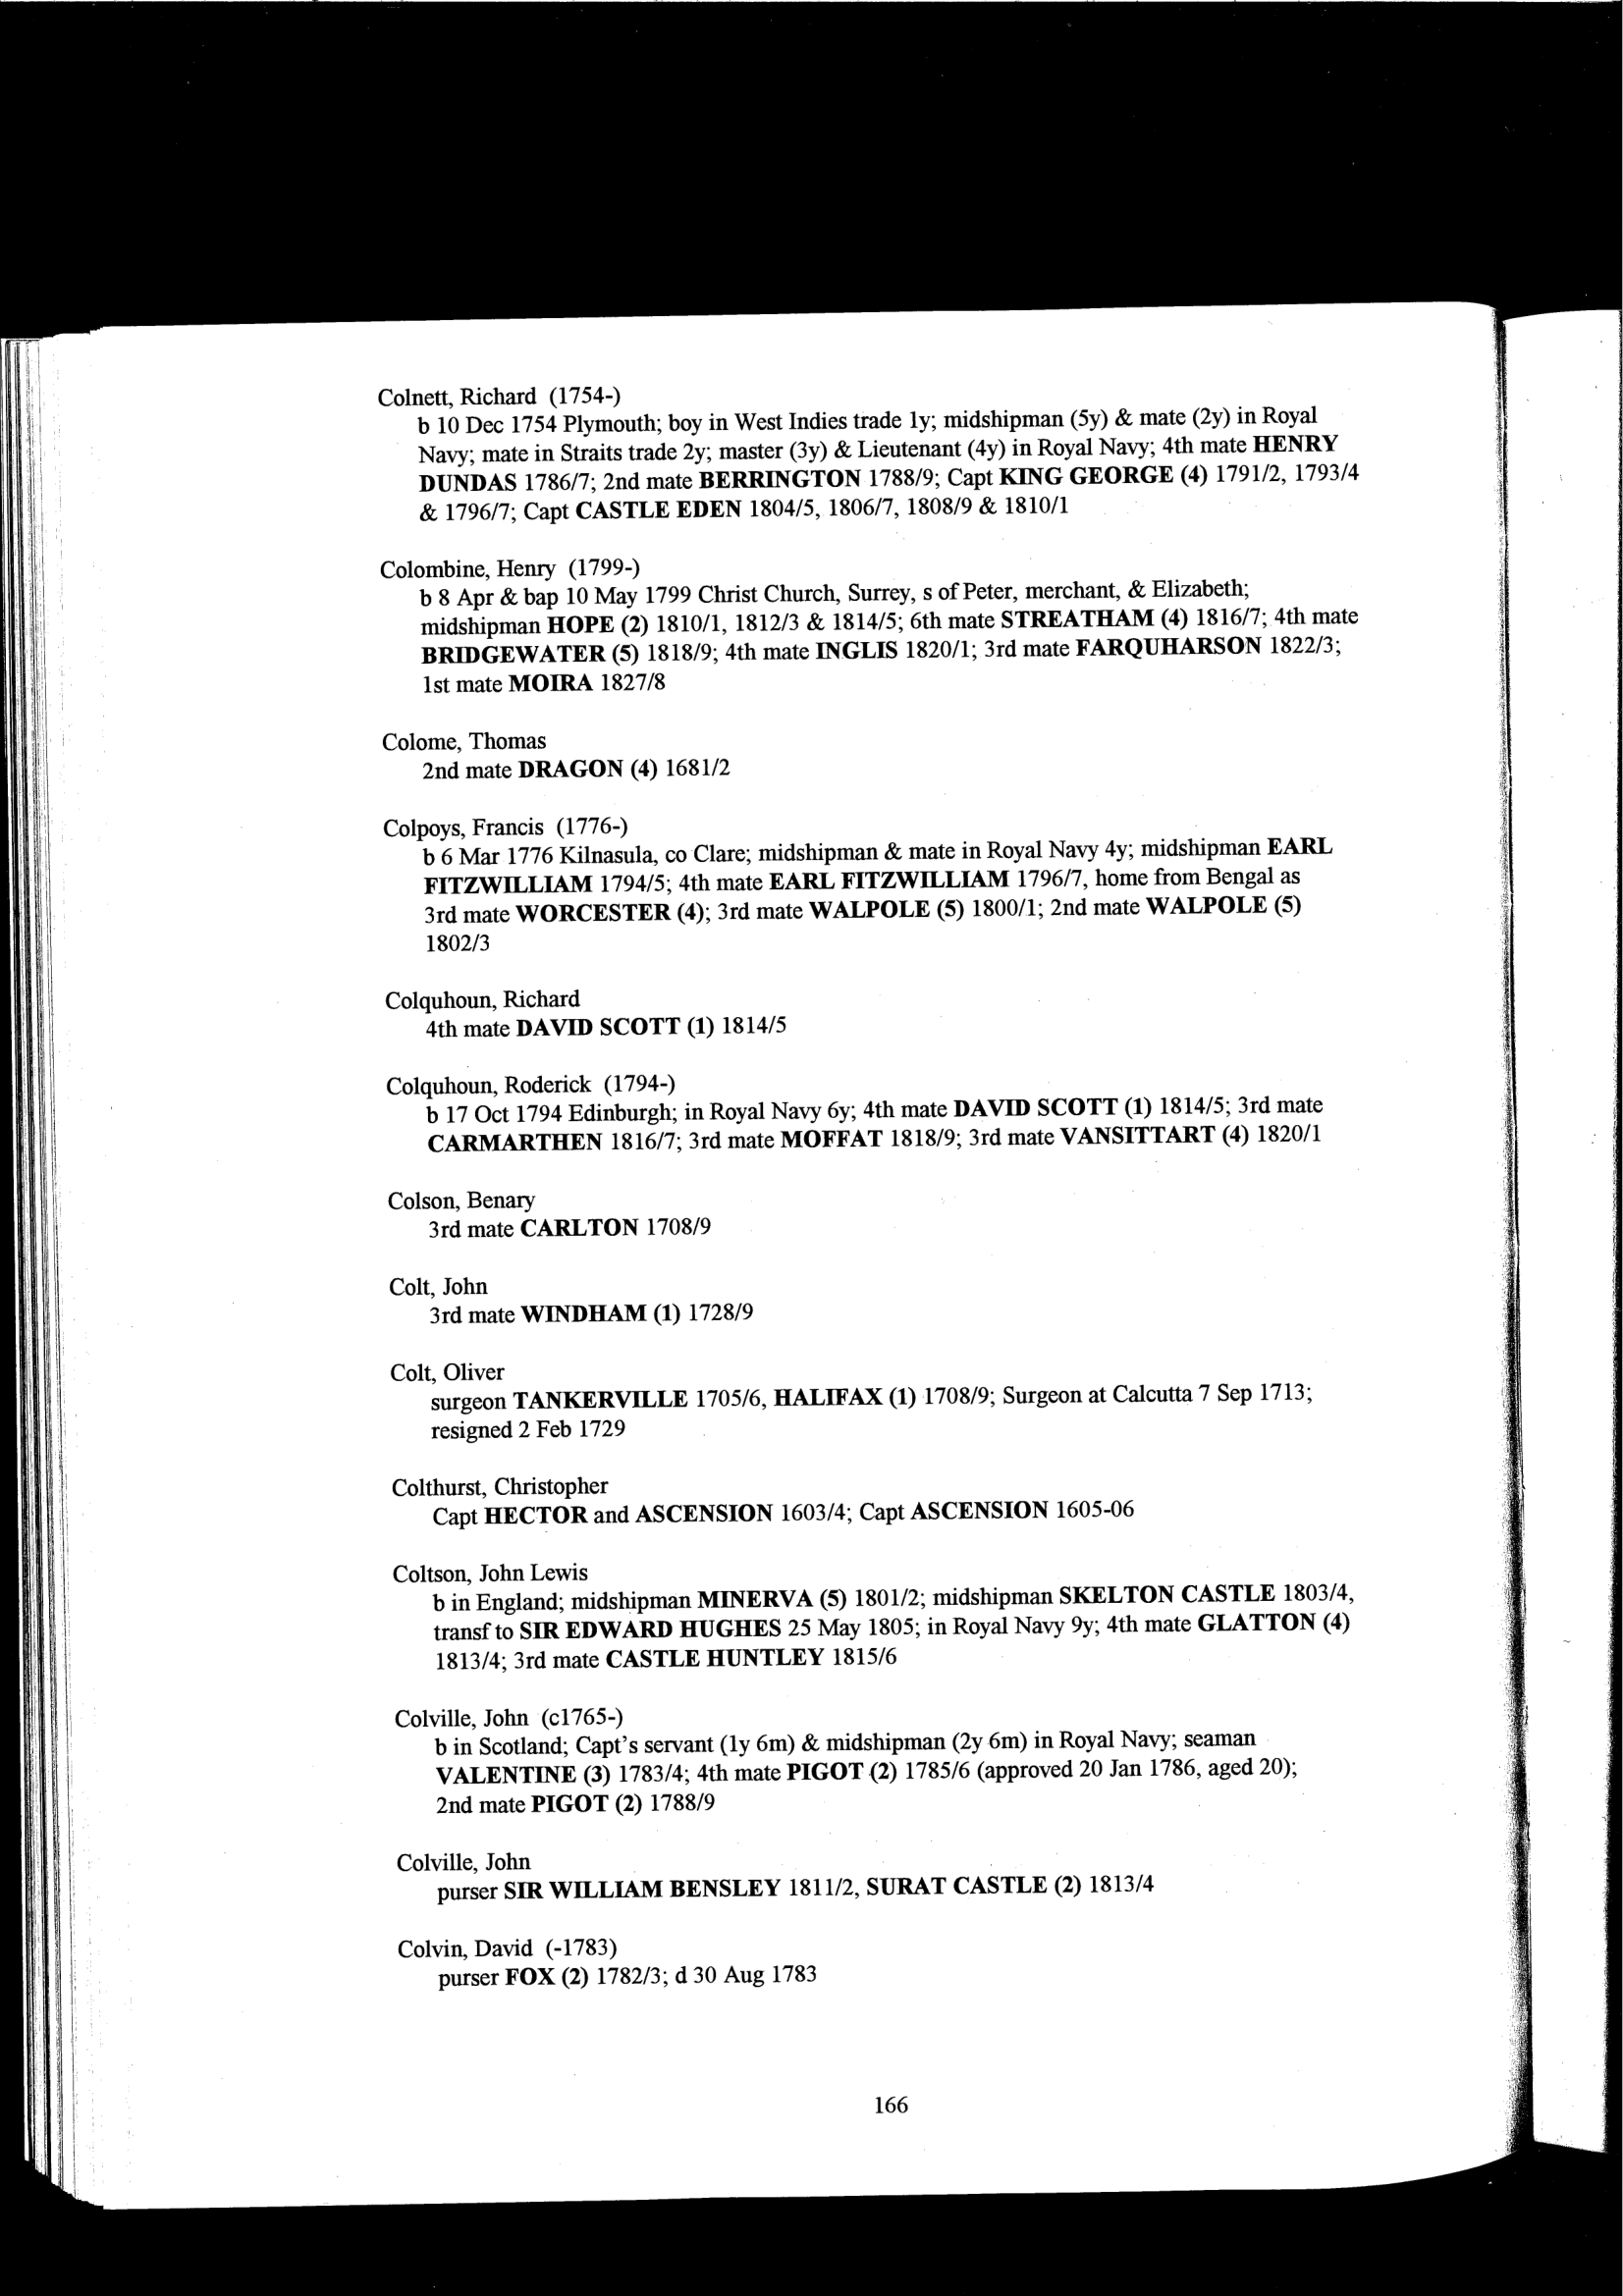 Colnett, Richard (1754-)
b 10 Dec 1754 Plymouth; boy in West Indies trade 1y; midshipman (5y) & mate (2y) in Royal
Navy; mate in Straits trade 2y; master (3y) & Lieutenant (4y) in Royal Navy; 4th mate HENRY
DUNDAS 1786/7; 2nd mate BERRINGTON 1788/9; Capt KING GEORGE (4) 1791/2, 1793/4
& 1796/7; Capt CASTLE EDEN 1804/5, 1806/7, 1808/9 & 1810/1
Colombine, Henry (1799-)
b 8 Apr & bap 10 May 1799 Christ Church, Surrey, s of Peter, merchant, & Elizabeth;
midshipman HOPE (2) 1810/1, 1812/3 & 1814/5; 6th mate STREATHAM (4) 1816/7; 4th mate
BRIDGEWATER (5) 1818/9; 4th mate INGLIS 1820/1; 3rd mate FARQUHARSON 1822/3;
1st mate MOIRA 1827/8
Colome, Thomas
2nd mate DRAGON (4) 1681/2
Colpoys, Francis (1776-)
b 6 Mar 1776 Kilnasula, co Clare; midshipman & mate in Royal Navy 4y; midshipman EARL
FITZWILLIAM 1794/5; 4th mate EARL FITZWILLIAM 1796/7, home from Bengal as
3rd mate WORCESTER (4); 3rd mate WALPOLE (5) 1800/1; 2nd mate WALPOLE (5)
1802/3
Colquhoun, Richard
4th mate DAVID SCOTT (1) 1814/5
Colquhoun, Roderick (1794-)
b 17 Oct 1794 Edinburgh; in Royal Navy 6y; 4th mate DAVID SCOTT (1) 1814/5; 3rd mate
CARMARTHEN 1816/7; 3rd mate MOFFAT 1818/9; 3rd mate VANSITTART (4) 1820/1
Colson, Benary
3rd mate CARLTON 1708/9
Colt, John
3rd mate WINDHAM (1) 1728/9
Colt, Oliver
surgeon TANKERVILLE 1705/6, HALIFAX (1) 1708/9; Surgeon at Calcutta 7 Sep 1713;
resigned 2 Feb 1729
Colthurst, Christopher
Capt HECTOR and ASCENSION 1603/4; Capt ASCENSION 1605-06
Coltson, John Lewis
b in England; midshipman MINERVA (5) 1801/2; midshipman SKELTON CASTLE 1803/4,
transf to SIR EDWARD HUGHES 25 May 1805; in Royal Navy 9y; 4th mate GLATTON (4)
1813/4; 3rd mate CASTLE HUNTLEY 1815/6
Colville, John (c1765-)
b in Scotland; Capt's servant (1y 6m) & midshipman (2y 6m) in Royal Navy; seaman
VALENTINE (3) 1783/4; 4th mate PIGOT (2) 1785/6 (approved 20 Jan 1786, aged 20);
2nd mate PIGOT (2) 1788/9
Colville, John
purser SIR WILLIAM BENSLEY 1811/2, SURAT CASTLE (2) 1813/4
Colvin, David (-1783)
purser FOX (2) 1782/3; d 30 Aug 1783
166